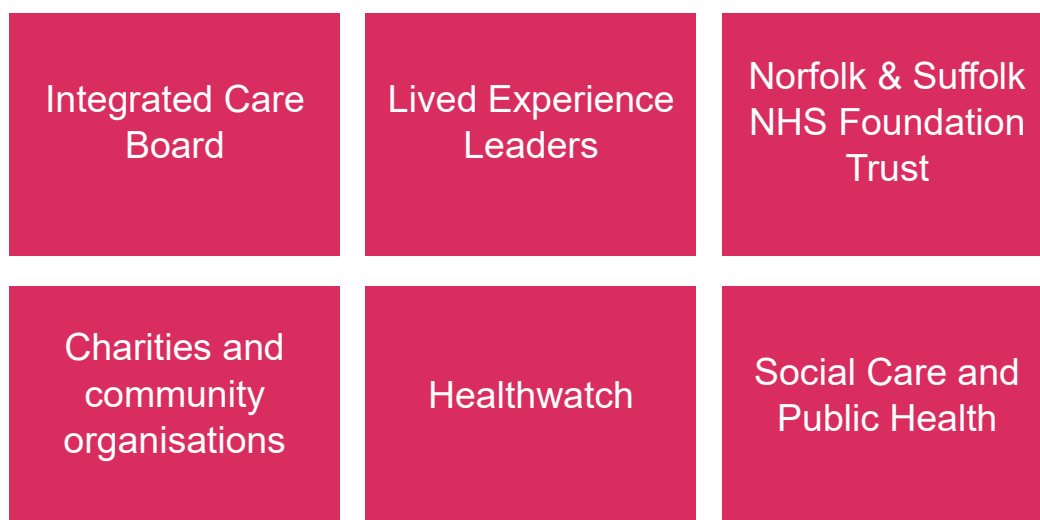 Integrated Care
Board
Lived Experience
Leaders
Norfolk & Suffolk
NHS Foundation
Trust
Charities and
community
organisations
Healthwatch
Social Care and
Public Health